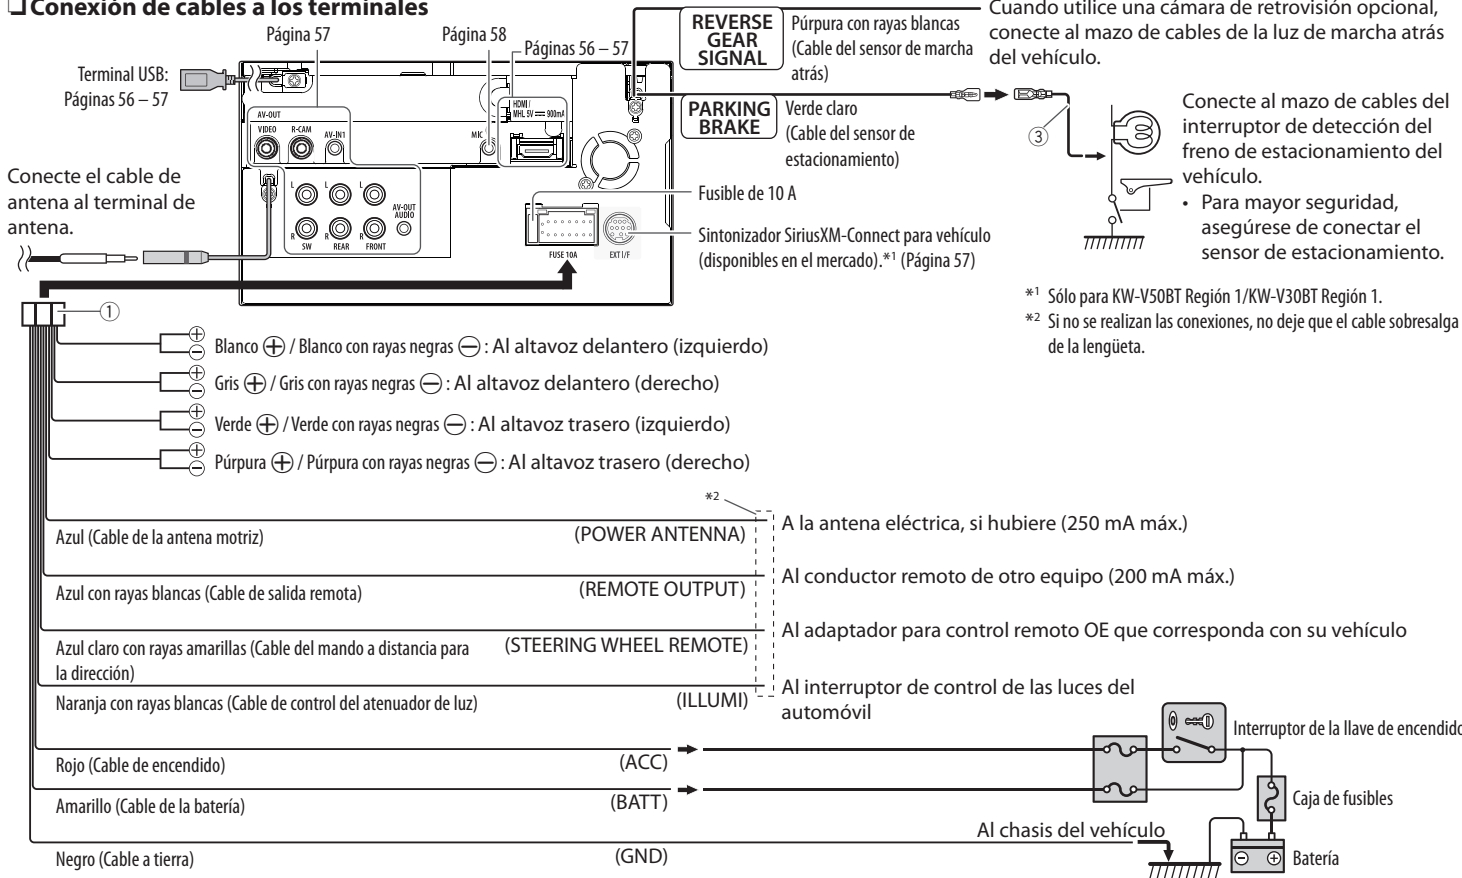 ❏ Conexión de cables a los terminales
Página 57
Página 58
Páginas 56 – 57
Terminal USB:
Páginas 56 – 57
REVERSE
GEAR
SIGNAL
Púrpura con rayas blancas
(Cable del sensor de marcha
atrás)
Cuando utilice una cámara de retrovisión opcional,
conecte al mazo de cables de la luz de marcha atrás
del vehículo.
PARKING
BRAKE
Verde claro
(Cable del sensor de
estacionamiento)
③
Conecte al mazo de cables del
interruptor de detección del
freno de estacionamiento del
vehículo.
• Para mayor seguridad,
asegúrese de conectar el
sensor de estacionamiento.
AV-OUT
VIDEO
R-CAM
AV-IN1
MIC
HDMI /
MHL 5V ⎓ 900mA
L
L
L
R
R
R
SW
REAR
FRONT
AV-OUT
AUDIO
FUSE 10A
EXT I/F
Conecte el cable de
antena al terminal de
antena.
Fusible de 10 A
Sintonizador SiriusXM-Connect para vehículo
(disponibles en el mercado).*1 (Página 57)
*1 Sólo para KW-V50BT Región 1/KW-V30BT Región 1.
*2 Si no se realizan las conexiones, no deje que el cable sobresalga
de la lengüeta.
①
⊕
⊖
Blanco ⊕ / Blanco con rayas negras ⊖ : Al altavoz delantero (izquierdo)
⊕
⊖
Gris ⊕ / Gris con rayas negras ⊖ : Al altavoz delantero (derecho)
⊕
⊖
Verde ⊕ / Verde con rayas negras ⊖ : Al altavoz trasero (izquierdo)
⊕
⊖
Púrpura ⊕ / Púrpura con rayas negras ⊖ : Al altavoz trasero (derecho)
*2
Azul (Cable de la antena motriz)
(POWER ANTENNA)
A la antena eléctrica, si hubiere (250 mA máx.)
Azul con rayas blancas (Cable de salida remota)
(REMOTE OUTPUT)
Al conductor remoto de otro equipo (200 mA máx.)
Azul claro con rayas amarillas (Cable del mando a distancia para
la dirección)
(STEERING WHEEL REMOTE)
Al adaptador para control remoto OE que corresponda con su vehículo
Naranja con rayas blancas (Cable de control del atenuador de luz)
(ILLUMI)
Al interruptor de control de las luces del
automóvil
Interruptor de la llave de encendido
Rojo (Cable de encendido)
(ACC)
Amarillo (Cable de la batería)
(BATT)
Caja de fusibles
Al chasis del vehículo
Negro (Cable a tierra)
(GND)
⊖ ⊕
Batería